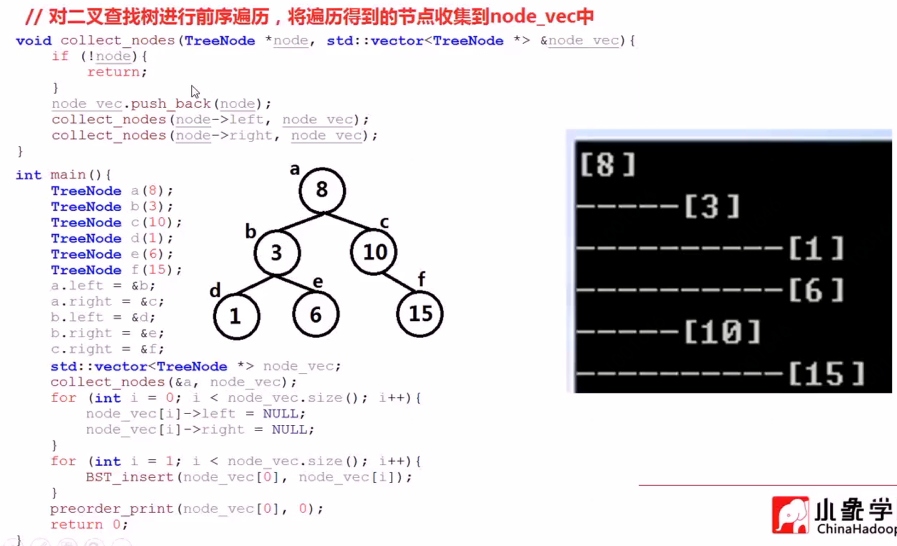 // 对二叉查找树进行前序遍历，将遍历得到的节点收集到node_vec中
void collect_nodes(TreeNode *node, std::vector<TreeNode *> &node_vec){
if (!node){
return;
}
node_vec.push_back(node);
collect_nodes(node->left, node_vec);
collect_nodes(node->right, node_vec);
}
int main(){
TreeNode a(8);
TreeNode b(3);
TreeNode c(10);
TreeNode d(1);
TreeNode e(6);
TreeNode f(15);
a.left = &b;
a.right = &c;
b.left = &d;
b.right = &e;
c.right = &f;
std::vector<TreeNode *> node_vec;
collect_nodes(&a, node_vec);
for (int i = 0; i < node_vec.size(); i++){
node_vec[i]->left = NULL;
node_vec[i]->right = NULL;
}
for (int i = 1; i < node_vec.size(); i++){
BST_insert(node_vec[0], node_vec[i]);
}
preorder_print(node_vec[0], 0);
return 0;
}
a
8
b
c
3
10
d
e
f
1
6
15
[8]
-----[3]
----------[1]
----------[6]
-----[10]
----------[15]
小象学
ChinaHadoop